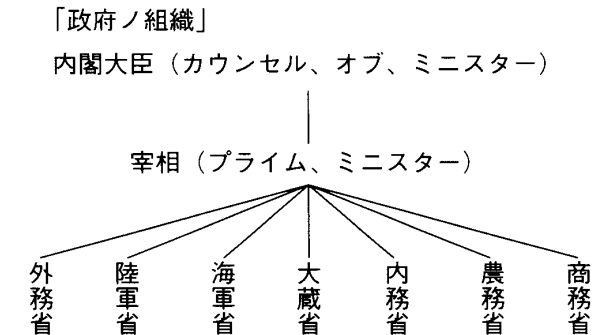 「政府ノ組織」
内閣大臣（カウンセル、オブ、ミニスター）
宰相（プライム、ミニスター）
外務省
陸軍省
海軍省
大蔵省
内務省
農務省
商務省